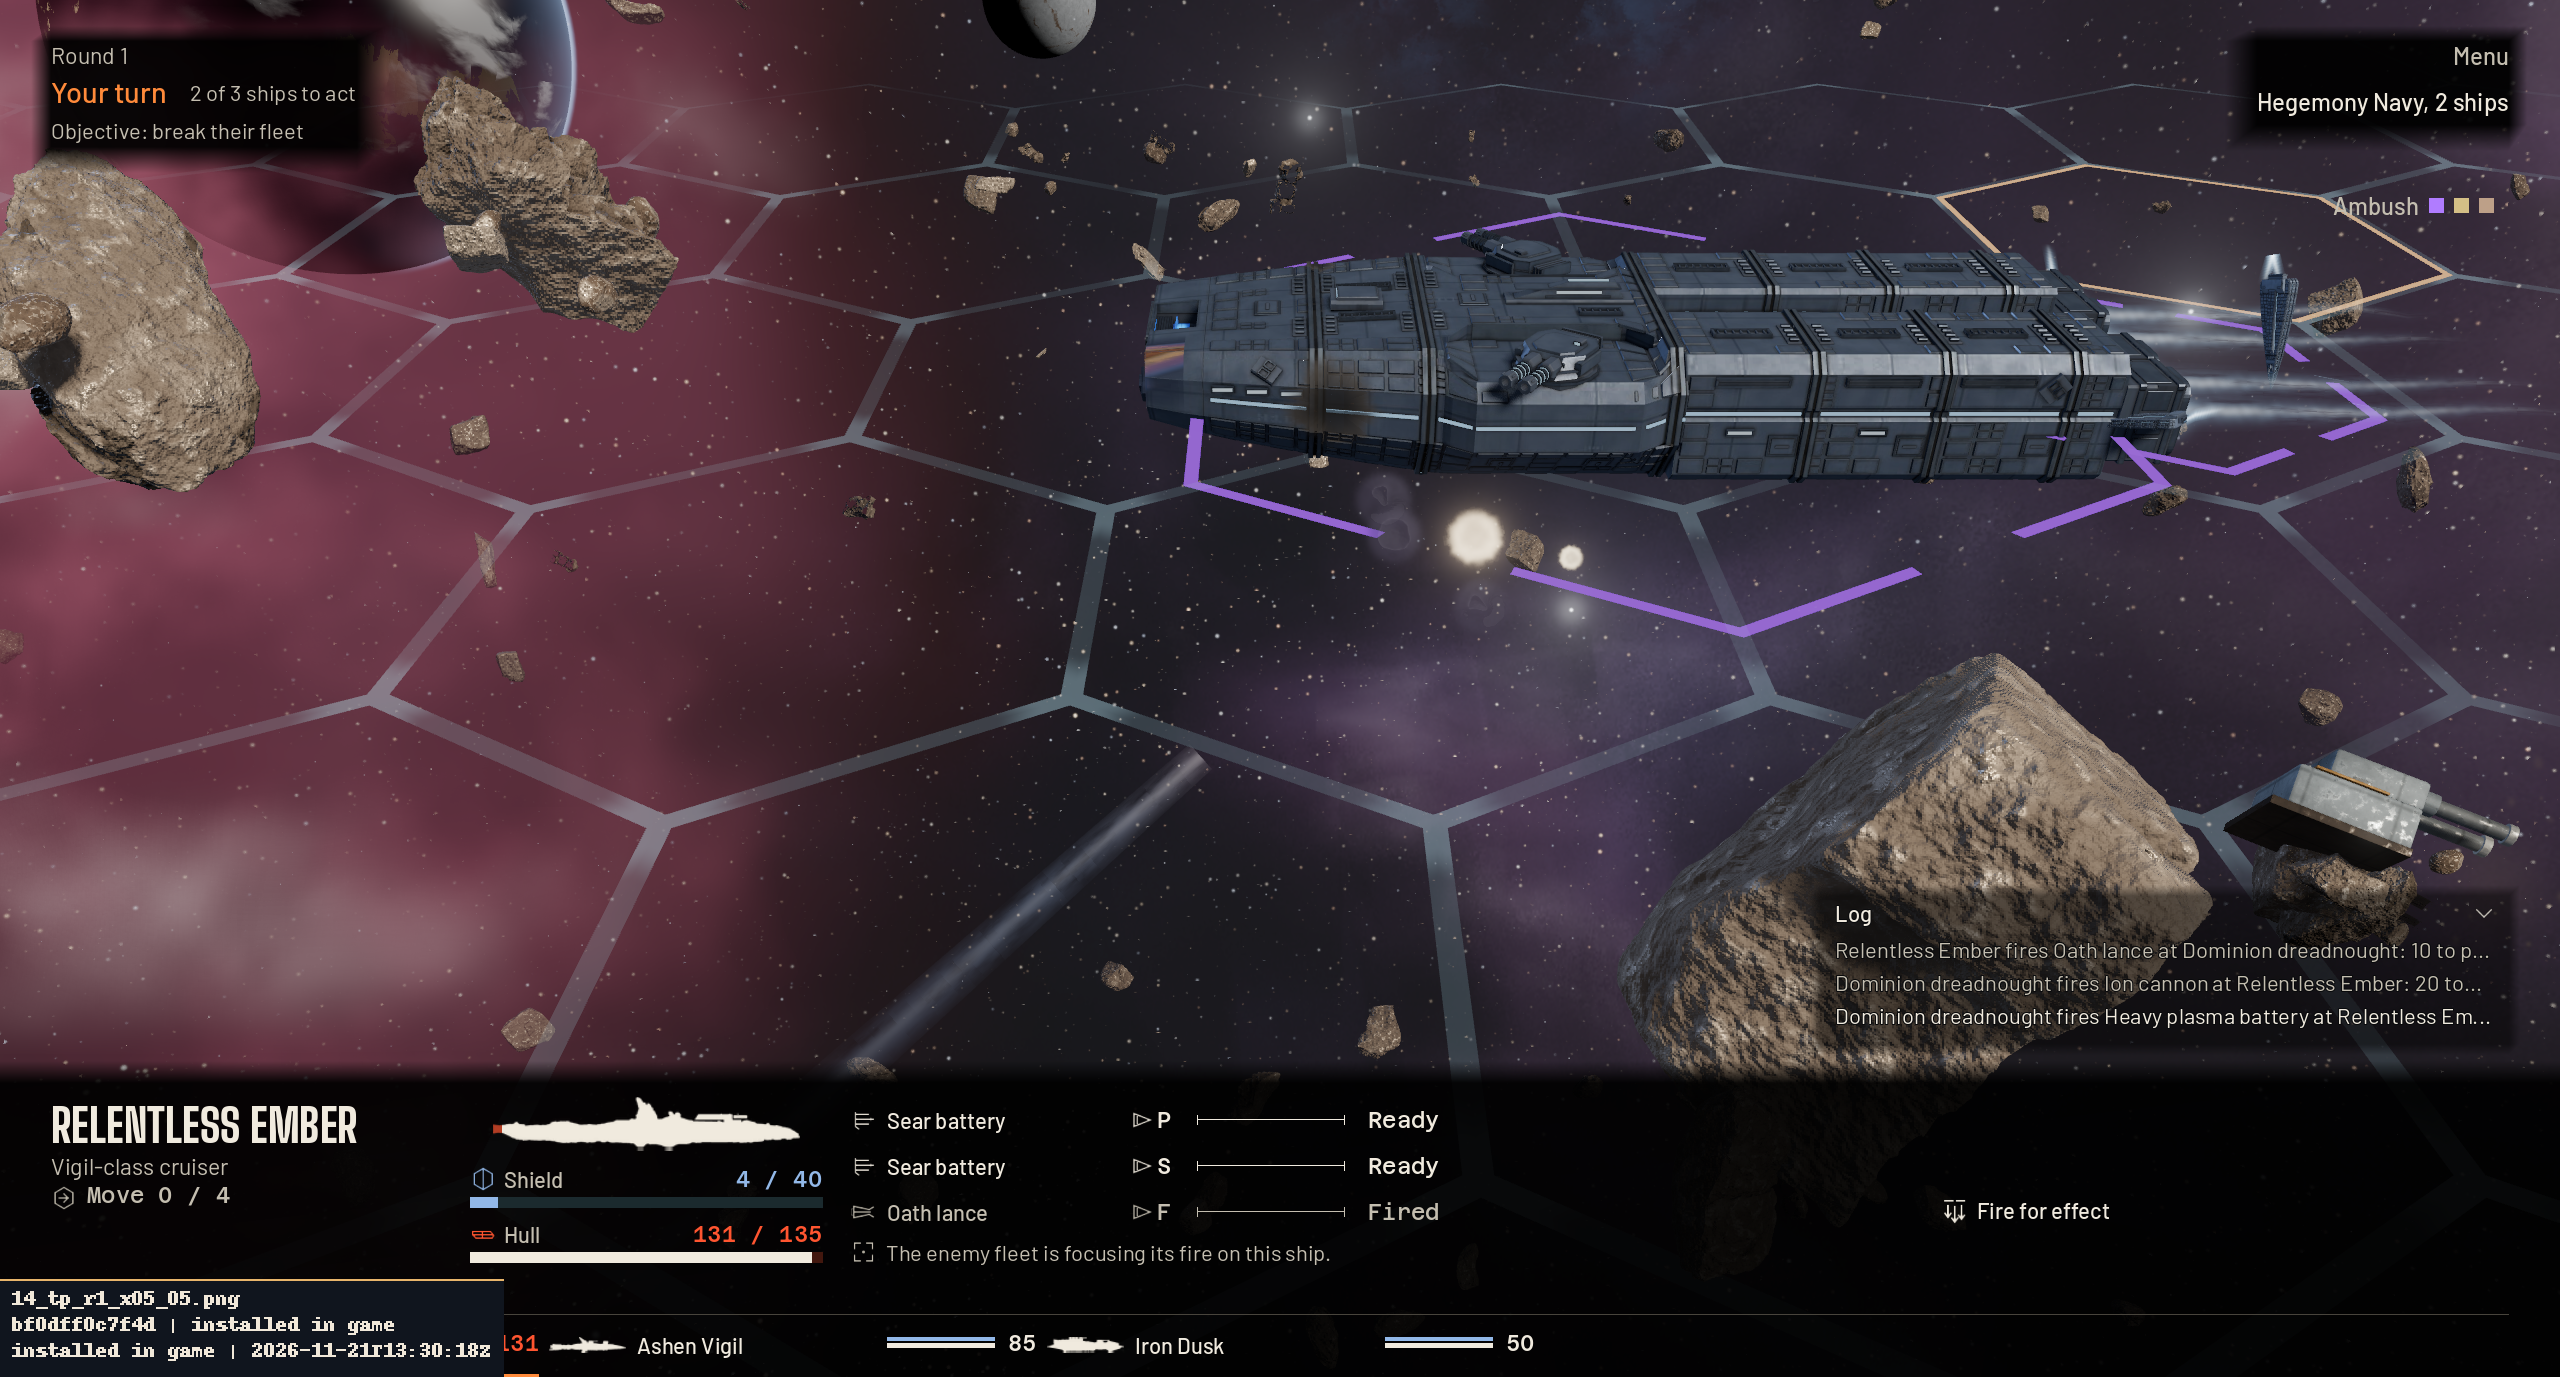 Round 1
Your turn 2 of 3 ships to act
Objective: break their fleet
Menu
Hegemony Navy, 2 ships
Ambush
Log
Relentless Ember fires Oath lance at Dominion dreadnought: 10 to p...
Dominion dreadnought fires Ion cannon at Relentless Ember: 20 to...
Dominion dreadnought fires Heavy plasma battery at Relentless Em...
RELENTLESS EMBER
Vigil-class cruiser
Move 0 / 4
Shield 4 / 40
Hull 131 / 135
Sear battery P Ready
Sear battery S Ready
Oath lance F Fired
The enemy fleet is focusing its fire on this ship.
Fire for effect
14_tp_r1_x05_05.png
bf0dff0c7f4d | installed in game
installed in game | 2026-11-21r13:30:18z
131 Ashen Vigil 85 Iron Dusk 50